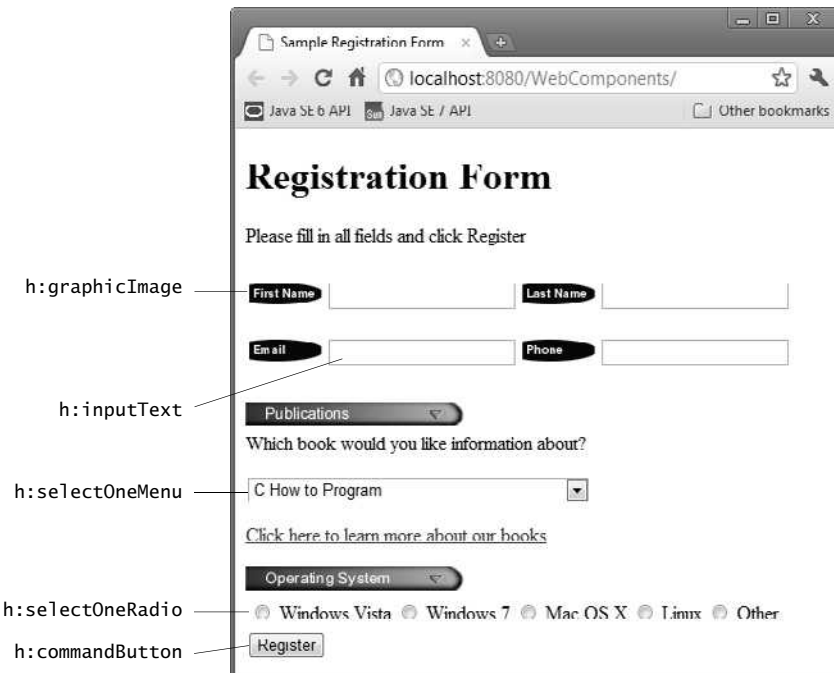 Sample Registration Form
localhost:8080/WebComponents/
Java SE 6 API Sun Java SE 7 API Other bookmarks
Registration Form
Please fill in all fields and click Register
h:graphicImage First Name Last Name
Email Phone
h:inputText
Publications
Which book would you like information about?
h:selectOneMenu C How to Program
Click here to learn more about our books
Operating System
h:selectOneRadio Windows Vista Windows 7 Mac OS X Linux Other
h:commandButton Register